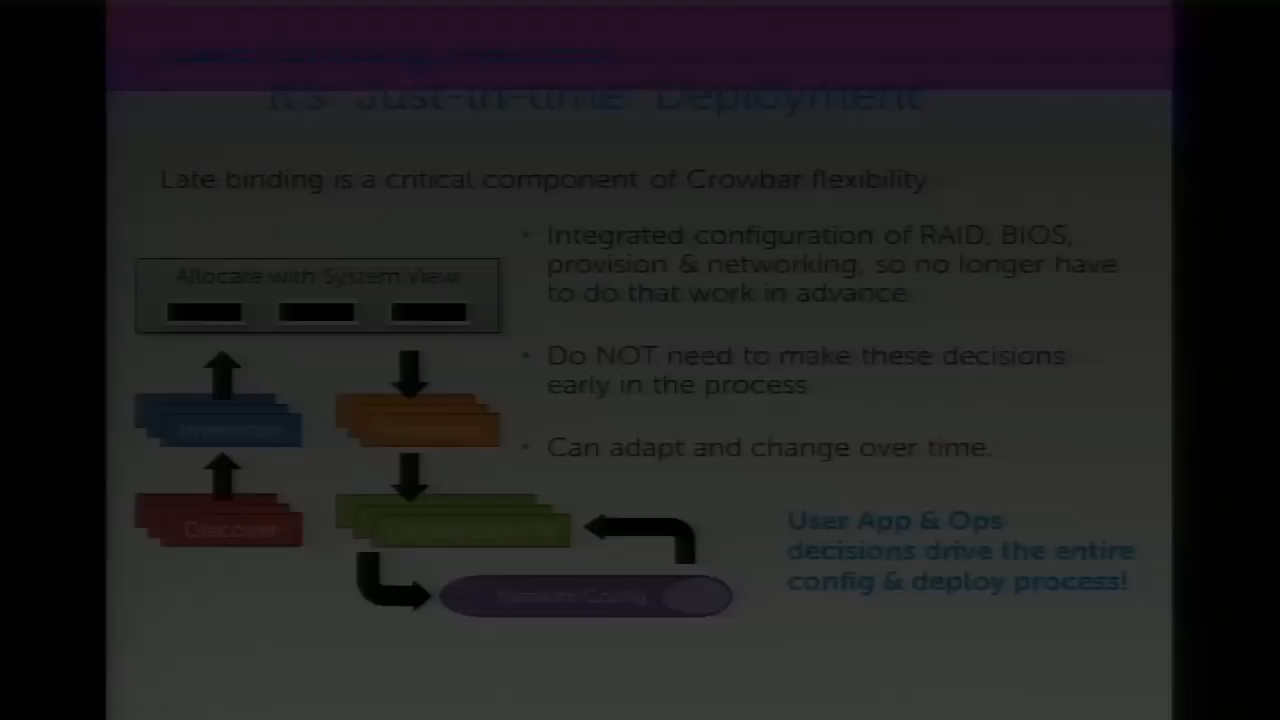 It's "Just-in-time" Deployment
Late binding is a critical component of Crowbar flexibility
Integrated configuration of RAID, BIOS,
provision & networking, so no longer have
to do that work in advance.
Allocate with System View
• Do NOT need to make these decisions
early in the process.
• Can adapt and change over time.
Discover
User App & Ops
decisions drive the entire
config & deploy process!
Config